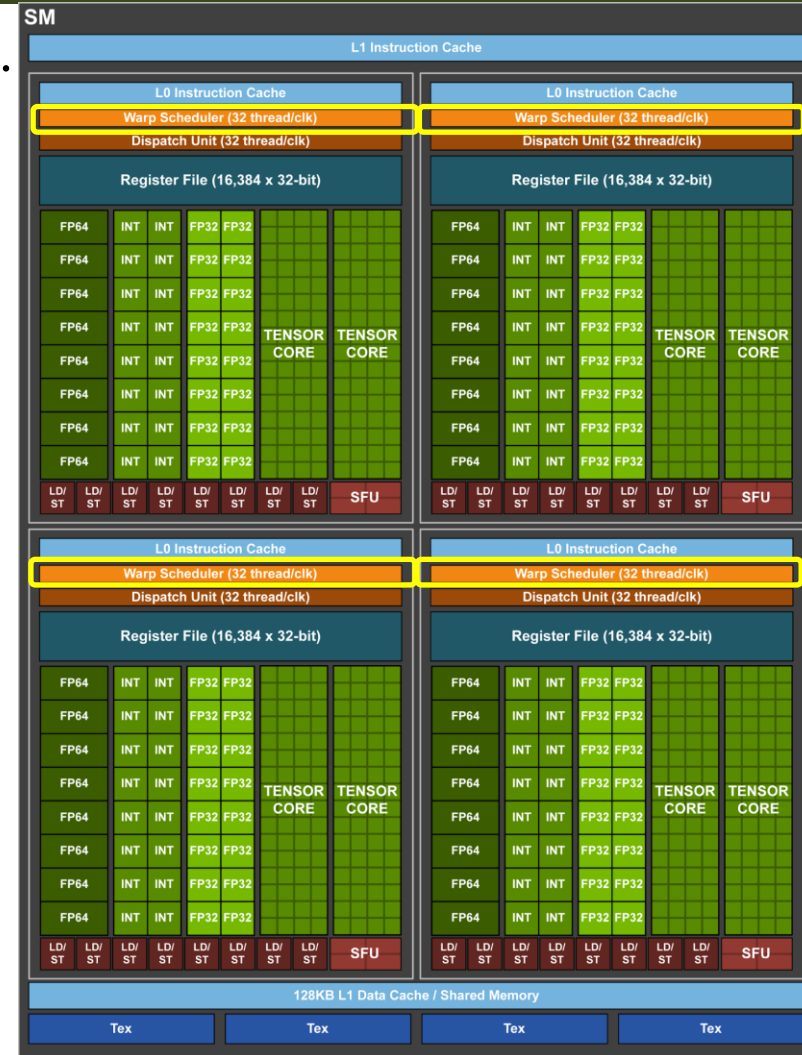 SM
L1 Instruction Cache
L0 Instruction Cache
Warp Scheduler (32 thread/clk)
Dispatch Unit (32 thread/clk)
Register File (16,384 x 32-bit)
FP64 INT INT FP32 FP32
FP64 INT INT FP32 FP32
FP64 INT INT FP32 FP32
FP64 INT INT FP32 FP32
FP64 INT INT FP32 FP32
FP64 INT INT FP32 FP32
FP64 INT INT FP32 FP32
FP64 INT INT FP32 FP32
TENSOR CORE
TENSOR CORE
LD/ST LD/ST LD/ST LD/ST LD/ST LD/ST LD/ST LD/ST SFU
L0 Instruction Cache
Warp Scheduler (32 thread/clk)
Dispatch Unit (32 thread/clk)
Register File (16,384 x 32-bit)
FP64 INT INT FP32 FP32
FP64 INT INT FP32 FP32
FP64 INT INT FP32 FP32
FP64 INT INT FP32 FP32
FP64 INT INT FP32 FP32
FP64 INT INT FP32 FP32
FP64 INT INT FP32 FP32
FP64 INT INT FP32 FP32
TENSOR CORE
TENSOR CORE
LD/ST LD/ST LD/ST LD/ST LD/ST LD/ST LD/ST LD/ST SFU
L0 Instruction Cache
Warp Scheduler (32 thread/clk)
Dispatch Unit (32 thread/clk)
Register File (16,384 x 32-bit)
FP64 INT INT FP32 FP32
FP64 INT INT FP32 FP32
FP64 INT INT FP32 FP32
FP64 INT INT FP32 FP32
FP64 INT INT FP32 FP32
FP64 INT INT FP32 FP32
FP64 INT INT FP32 FP32
FP64 INT INT FP32 FP32
TENSOR CORE
TENSOR CORE
LD/ST LD/ST LD/ST LD/ST LD/ST LD/ST LD/ST LD/ST SFU
L0 Instruction Cache
Warp Scheduler (32 thread/clk)
Dispatch Unit (32 thread/clk)
Register File (16,384 x 32-bit)
FP64 INT INT FP32 FP32
FP64 INT INT FP32 FP32
FP64 INT INT FP32 FP32
FP64 INT INT FP32 FP32
FP64 INT INT FP32 FP32
FP64 INT INT FP32 FP32
FP64 INT INT FP32 FP32
FP64 INT INT FP32 FP32
TENSOR CORE
TENSOR CORE
LD/ST LD/ST LD/ST LD/ST LD/ST LD/ST LD/ST LD/ST SFU
128KB L1 Data Cache / Shared Memory
Tex Tex Tex Tex